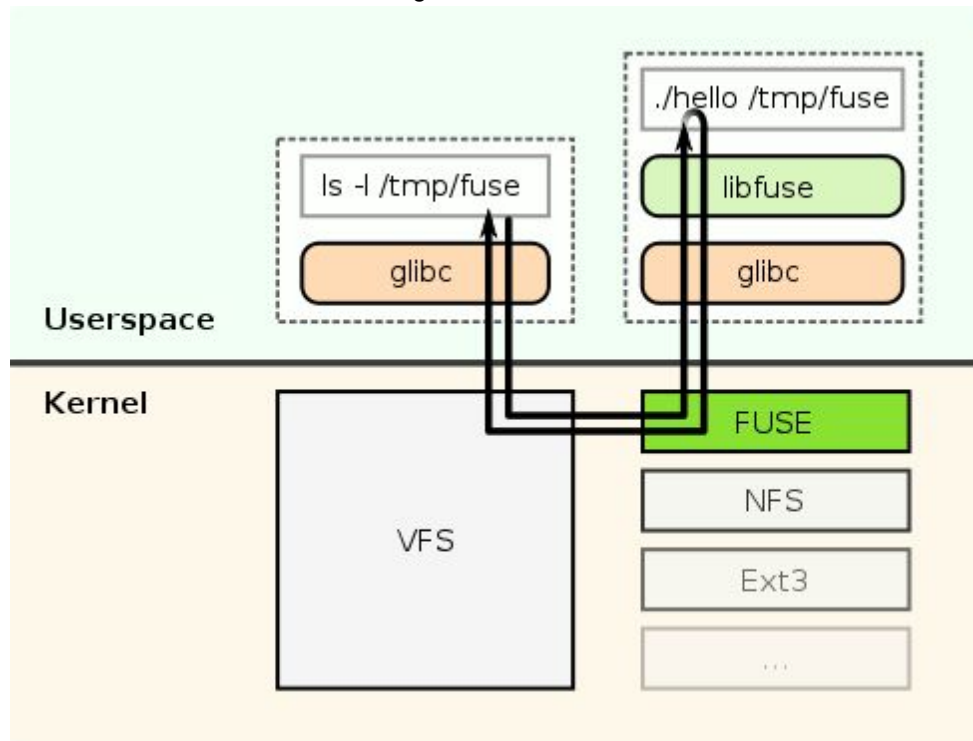 ./hello /tmp/fuse
ls -l /tmp/fuse
libfuse
glibc
glibc
Userspace
Kernel
FUSE
NFS
VFS
Ext3
...